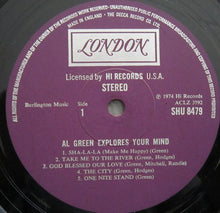 ALL RIGHTS OF THE MANUFACTURER AND OF THE OWNER OF THE RECORDED WORK RESERVED
UNAUTHORISED PUBLIC PERFORMANCE
BROADCASTING AND COPYING OF THIS RECORD PROHIBITED
MADE IN ENGLAND · THE DECCA RECORD CO. LTD.
LONDON
Licensed by HI RECORDS U.S.A.
STEREO
Burlington Music
Side
1
℗ 1974 Hi Records
ACLZ 3592
SHU 8479
AL GREEN EXPLORES YOUR MIND
1. SHA-LA-LA (Make Me Happy) (Green)
2. TAKE ME TO THE RIVER (Green, Hodges)
3. GOD BLESSED OUR LOVE (Green, Mitchell, Randle)
4. THE CITY (Green, Hodges)
5. ONE NITE STAND (Green)